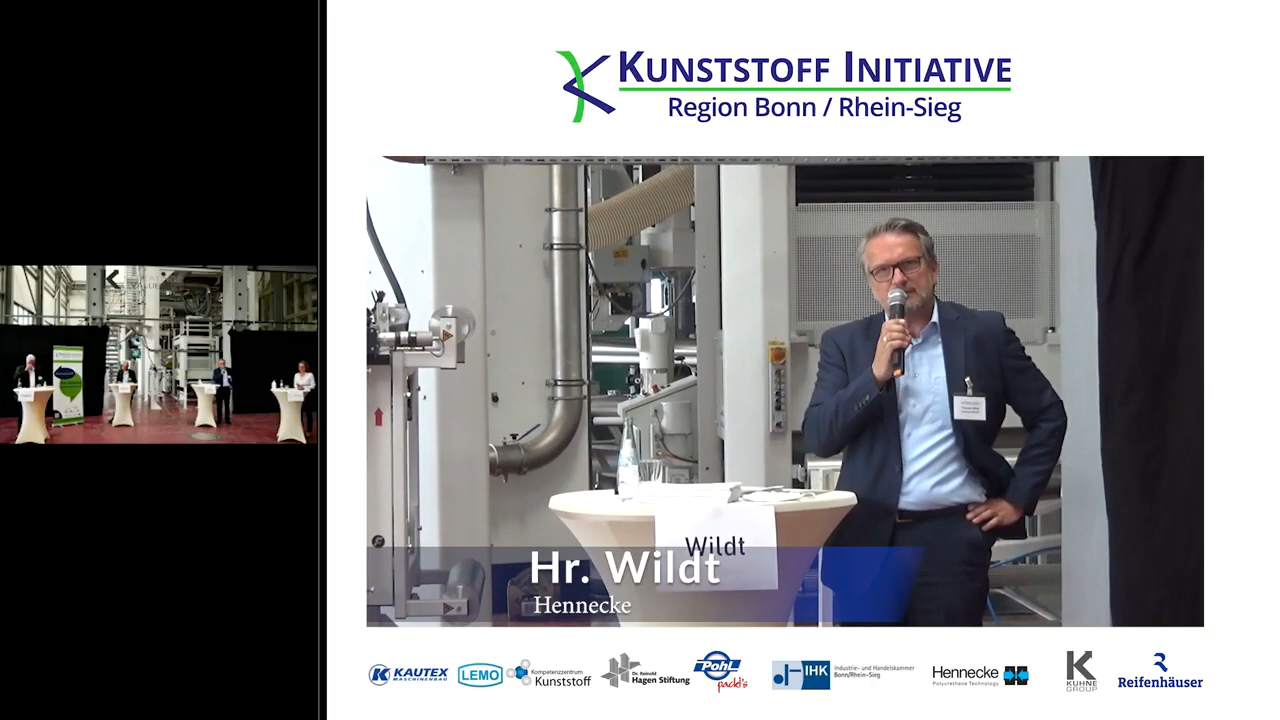 KUNSTSTOFF INITIATIVE
Region Bonn / Rhein-Sieg
Wildt
Hr. Wildt
Hennecke
KAUTEX
MASCHINENBAU
LEMO
Kompetenzzentrum
Kunststoff
Dr. Reinold
Hagen Stiftung
POHL
packt's
IHK
Industrie- und Handelskammer
Bonn/Rhein-Sieg
Hennecke
Polyurethane Technology
KUHNE
GROUP
Reifenhäuser